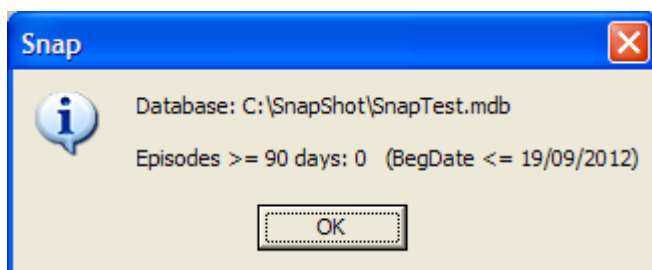 Snap
Database: C:\SnapShot\SnapTest.mdb
Episodes >= 90 days: 0 (BegDate <= 19/09/2012)
OK